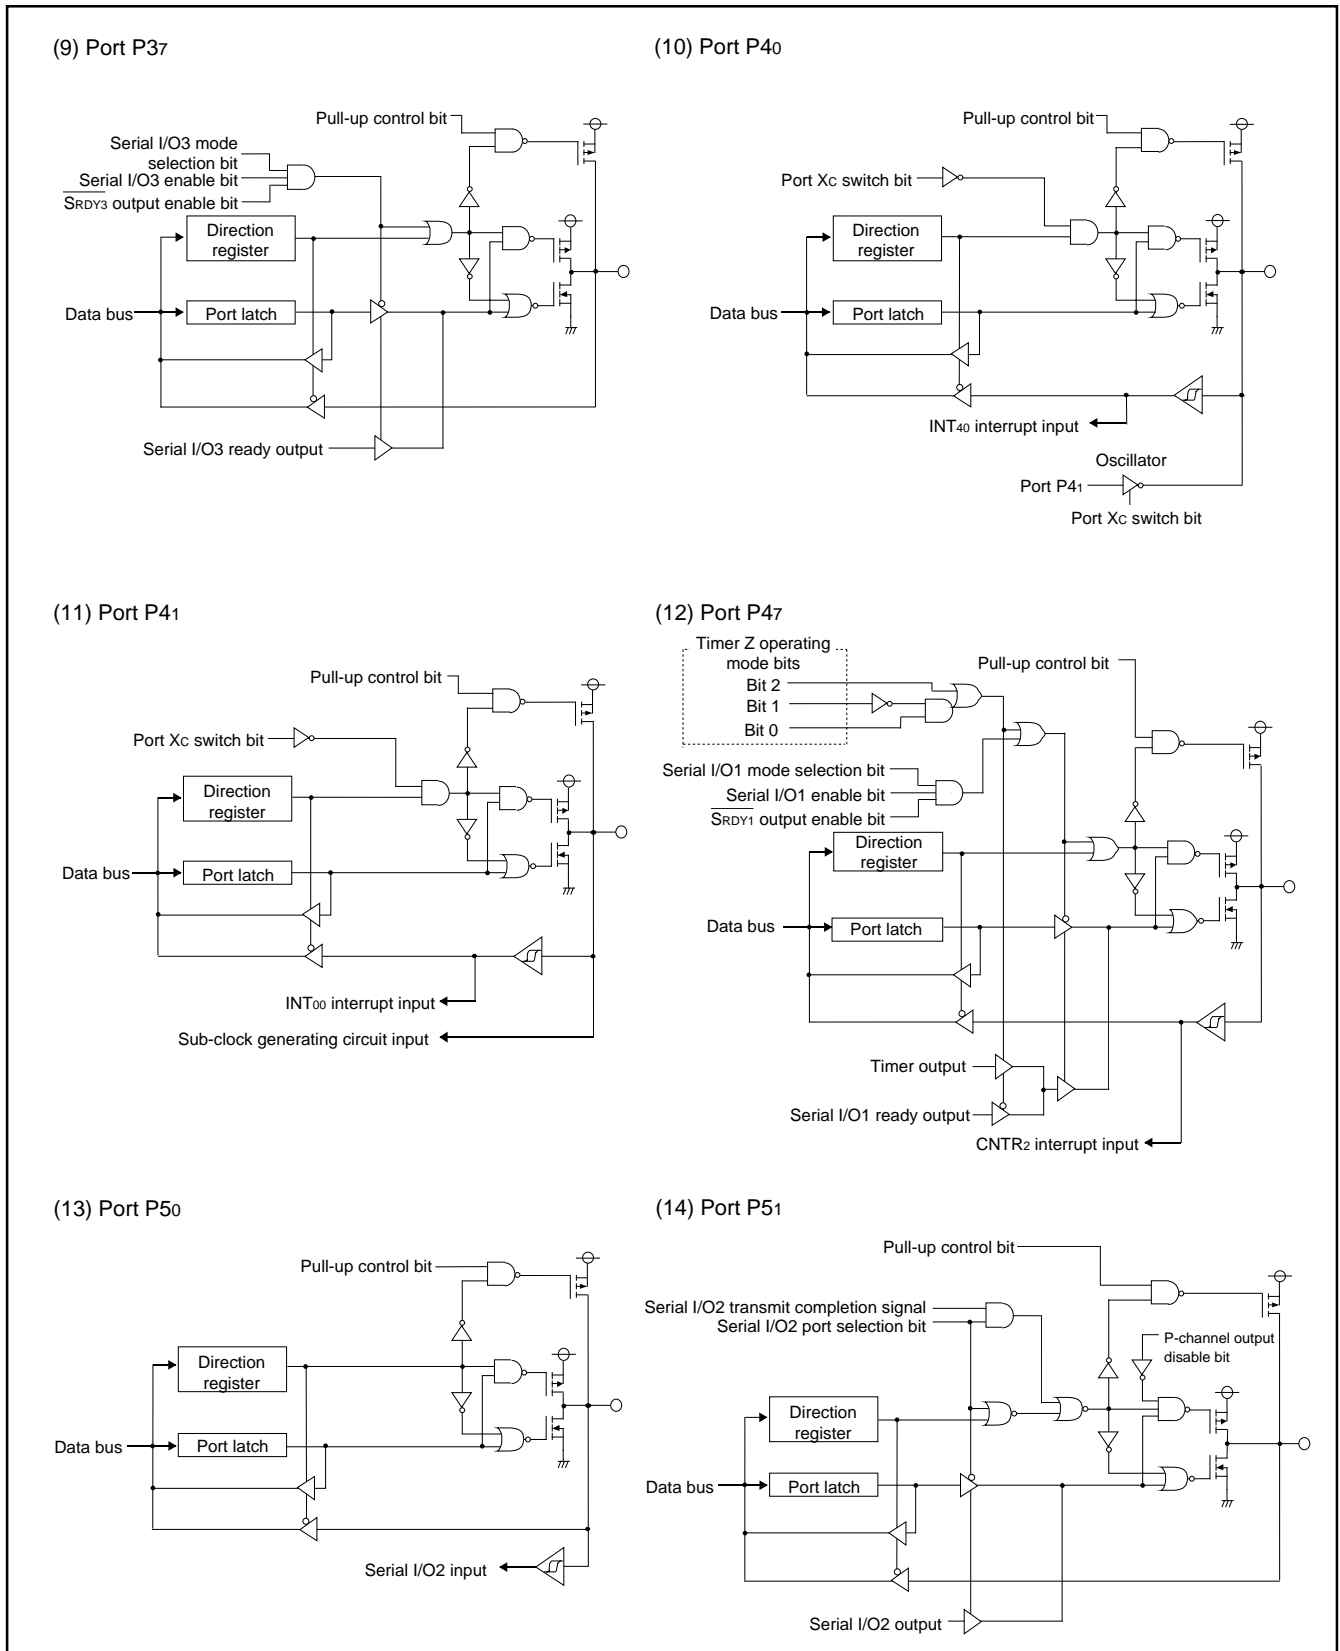 (9) Port P37
Pull-up control bit
Serial I/O3 mode
selection bit
Serial I/O3 enable bit
SRDY3 output enable bit
Direction
register
Data bus
Port latch
Serial I/O3 ready output
(10) Port P40
Pull-up control bit
Port XC switch bit
Direction
register
Data bus
Port latch
INT40 interrupt input
Oscillator
Port P41
Port XC switch bit
(11) Port P41
Pull-up control bit
Port XC switch bit
Direction
register
Data bus
Port latch
INT00 interrupt input
Sub-clock generating circuit input
(12) Port P47
Timer Z operating
mode bits
Bit 2
Bit 1
Bit 0
Pull-up control bit
Serial I/O1 mode selection bit
Serial I/O1 enable bit
SRDY1 output enable bit
Direction
register
Data bus
Port latch
Timer output
Serial I/O1 ready output
CNTR2 interrupt input
(13) Port P50
Pull-up control bit
Direction
register
Data bus
Port latch
Serial I/O2 input
(14) Port P51
Pull-up control bit
Serial I/O2 transmit completion signal
Serial I/O2 port selection bit
P-channel output
disable bit
Direction
register
Data bus
Port latch
Serial I/O2 output